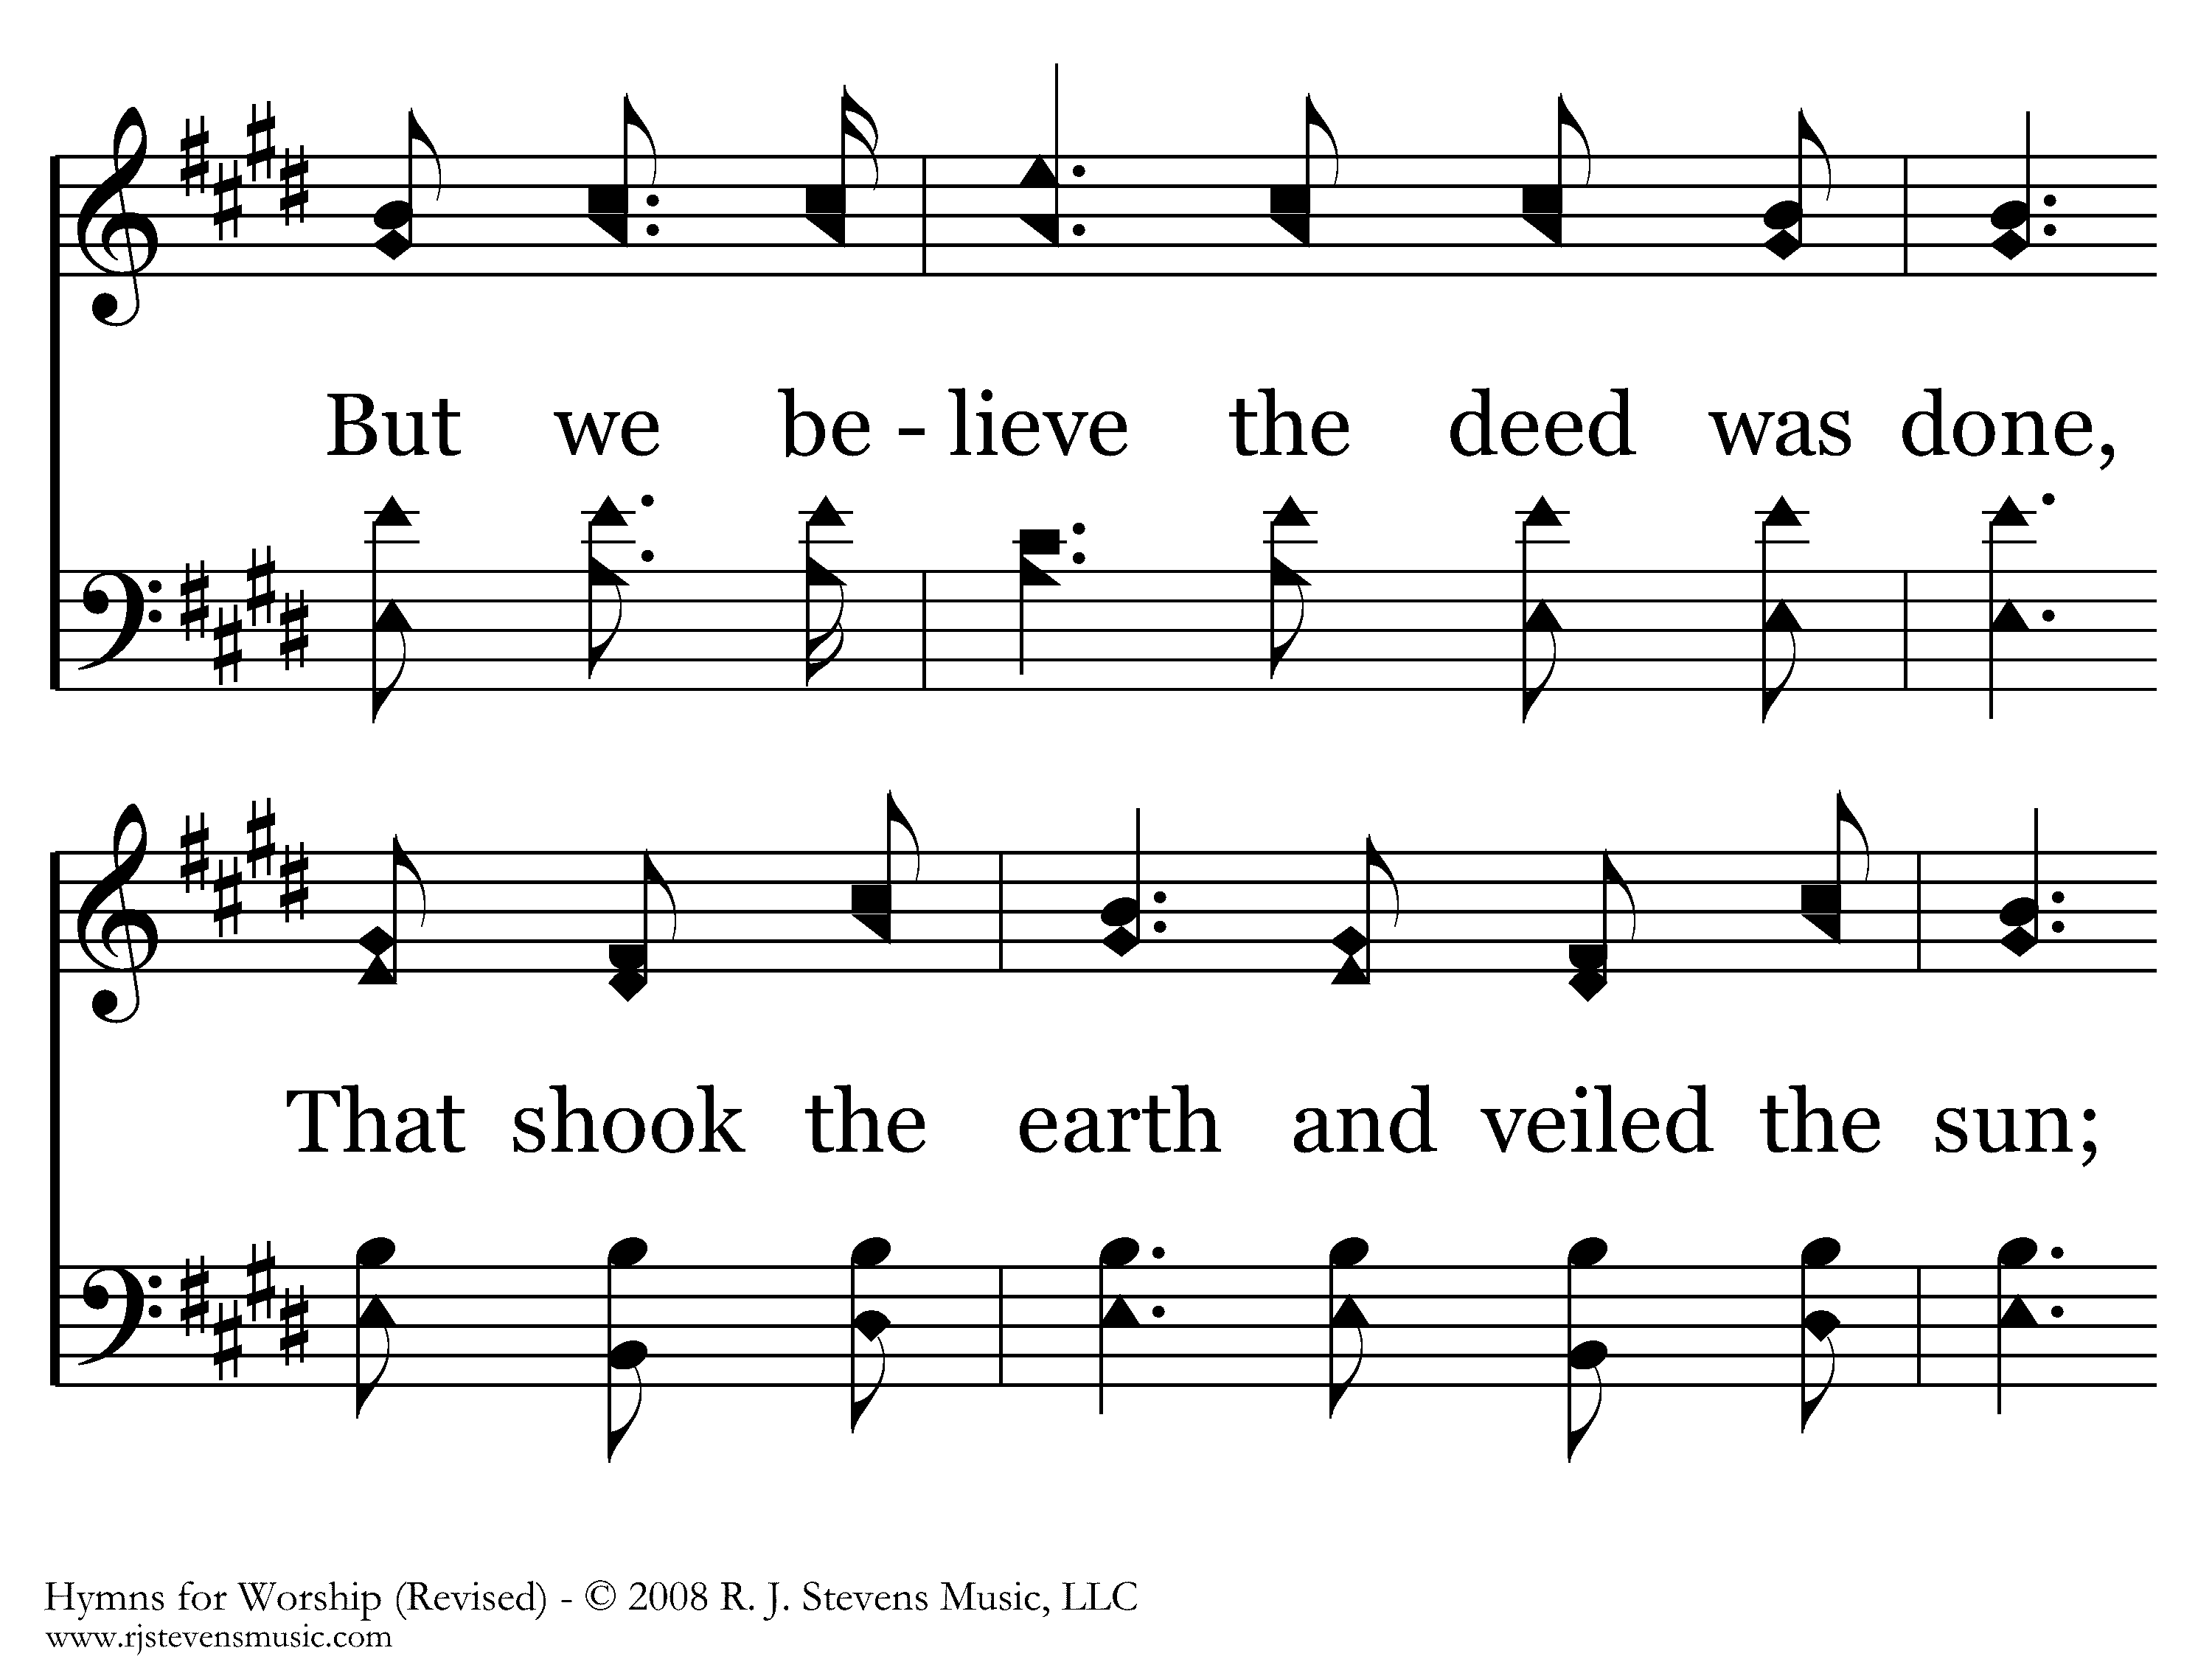 But we be - lieve the deed was done,
That shook the earth and veiled the sun;
Hymns for Worship (Revised) - © 2008 R. J. Stevens Music, LLC
www.rjstevensmusic.com